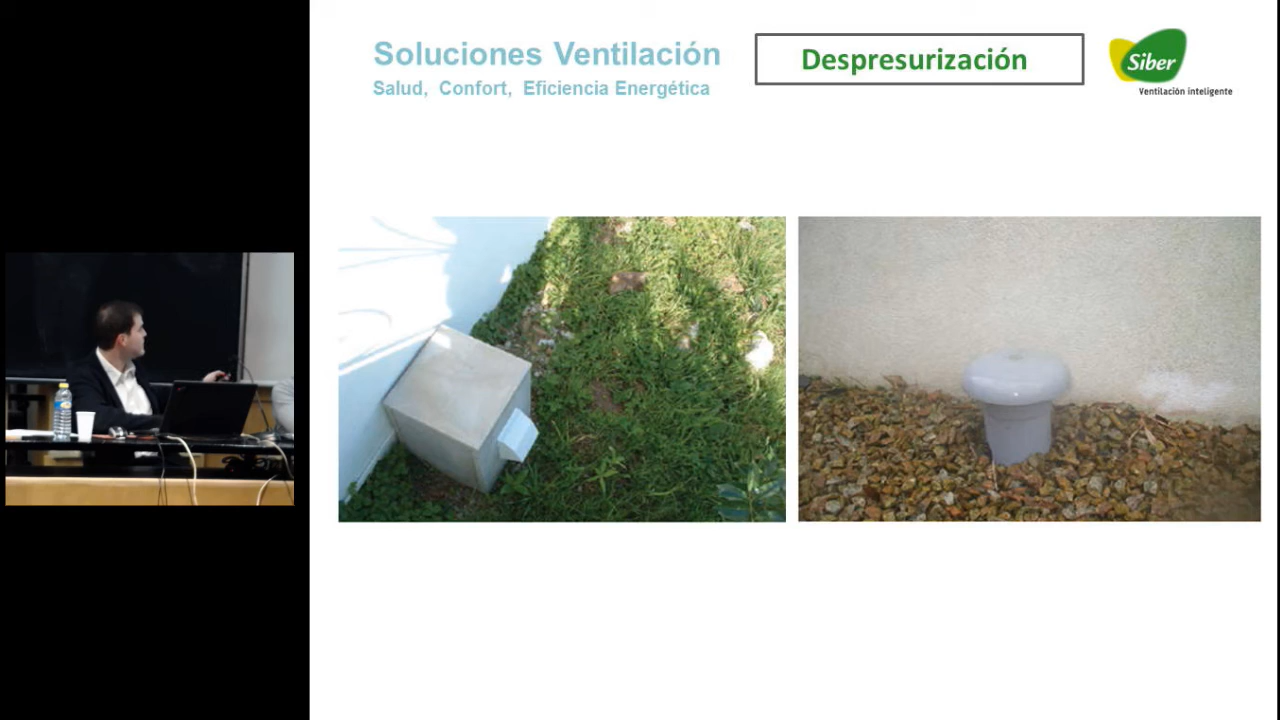 Soluciones Ventilación
Salud, Confort, Eficiencia Energética
Despresurización
Siber
Ventilación inteligente